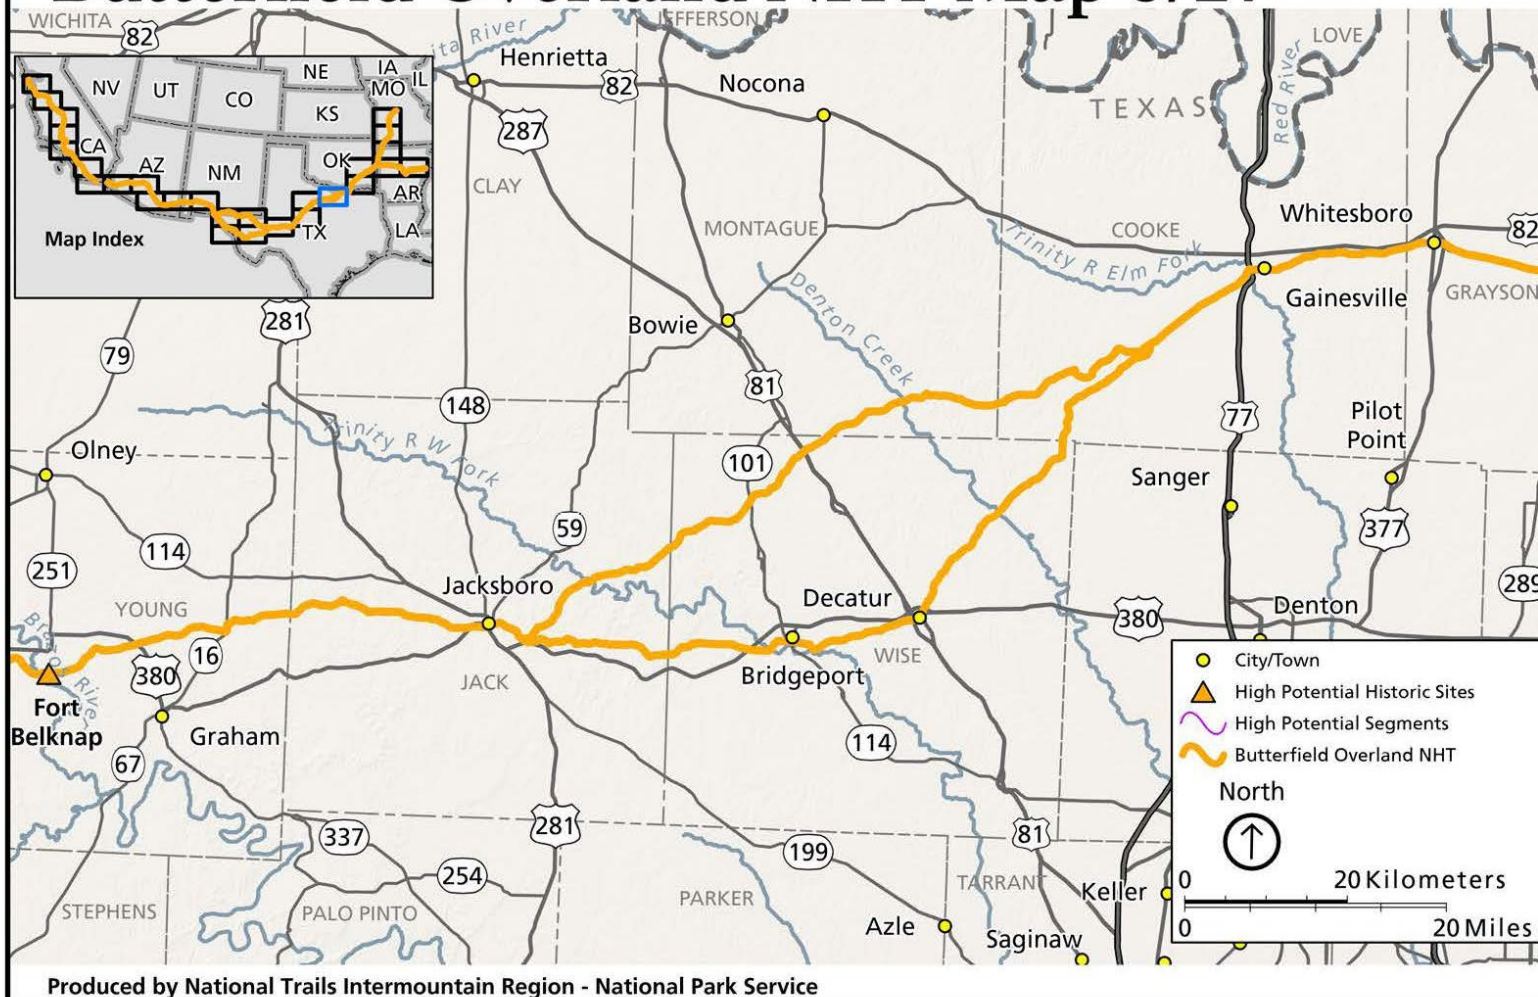 WICHITA
82
JEFFERSON
LOVE
Henrietta
82
Nocona
TEXAS
Red River
287
NV
UT
CO
NE
IA
MO
IL
KS
CA
AZ
NM
OK
AR
TX
LA
Map Index
CLAY
MONTAGUE
COOKE
Whitesboro
82
Trinity R Elm Fork
Gainesville
GRAYSON
281
Bowie
Denton Creek
79
148
81
77
Pilot
Point
Olney
Trinity R W Fork
101
Sanger
377
59
114
251
289
Jacksboro
YOUNG
Decatur
Denton
380
16
380
WISE
Bridgeport
JACK
River
Fort
Belknap
Graham
67
114
281
337
199
81
254
STEPHENS
PALO PINTO
PARKER
TARRANT
Keller
Azle
Saginaw
City/Town
High Potential Historic Sites
High Potential Segments
Butterfield Overland NHT
North
0 20 Kilometers
0 20 Miles
Produced by National Trails Intermountain Region - National Park Service